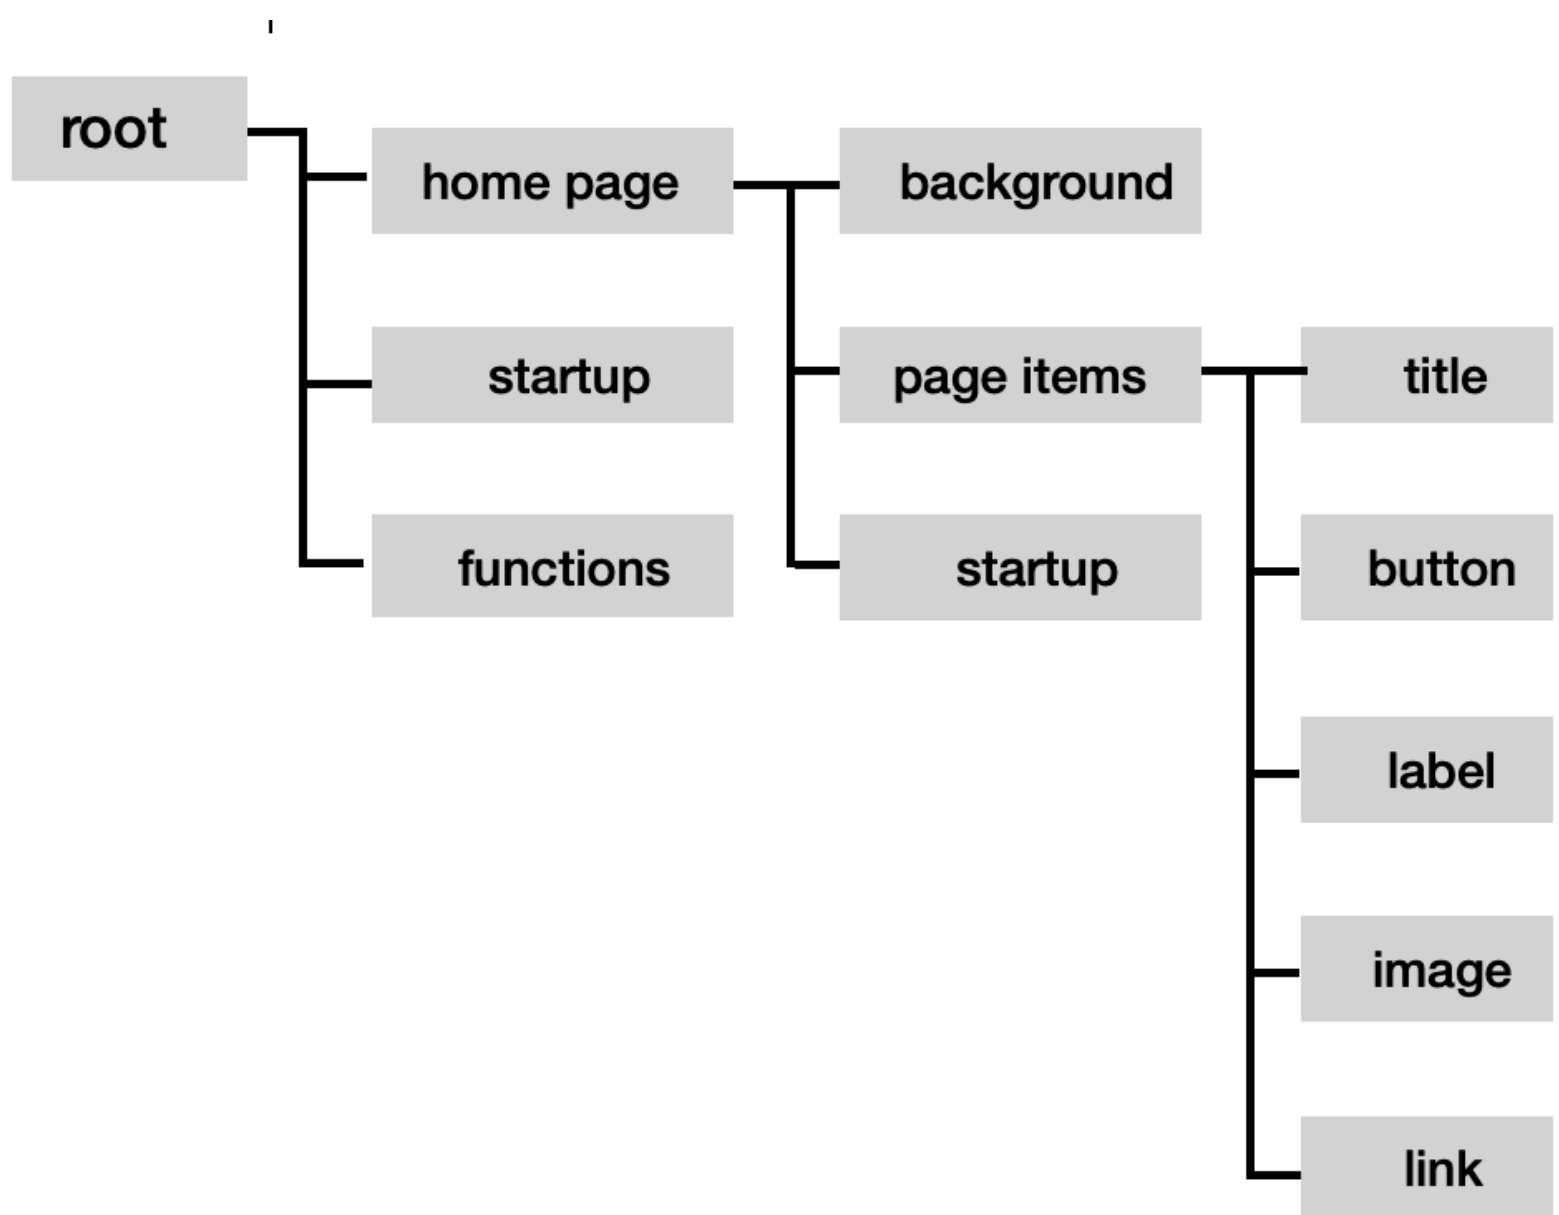 root
home page
background
startup
page items
title
functions
startup
button
label
image
link